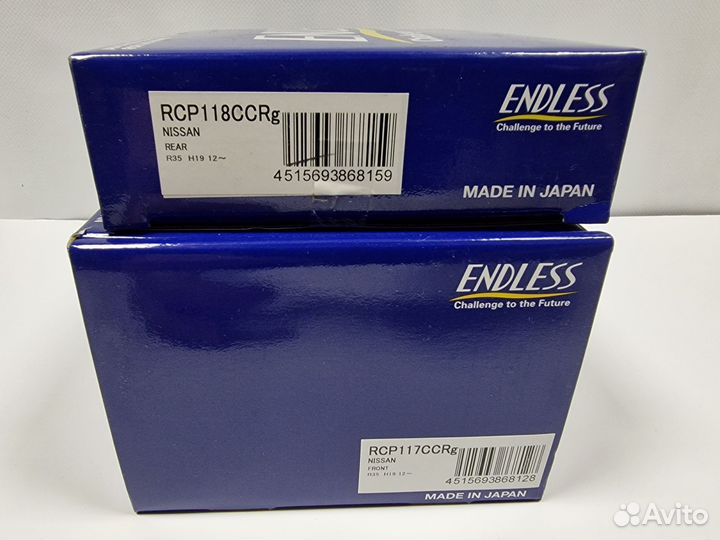 RCP118CCRg
NISSAN
REAR
R35 H19 12～
4515693868159
ENDLESS
Challenge to the Future
MADE IN JAPAN
ENDLESS
Challenge to the Future
RCP117CCRg
NISSAN
FRONT
R35 H19 12～
4515693868128
MADE IN JAPAN
Avito